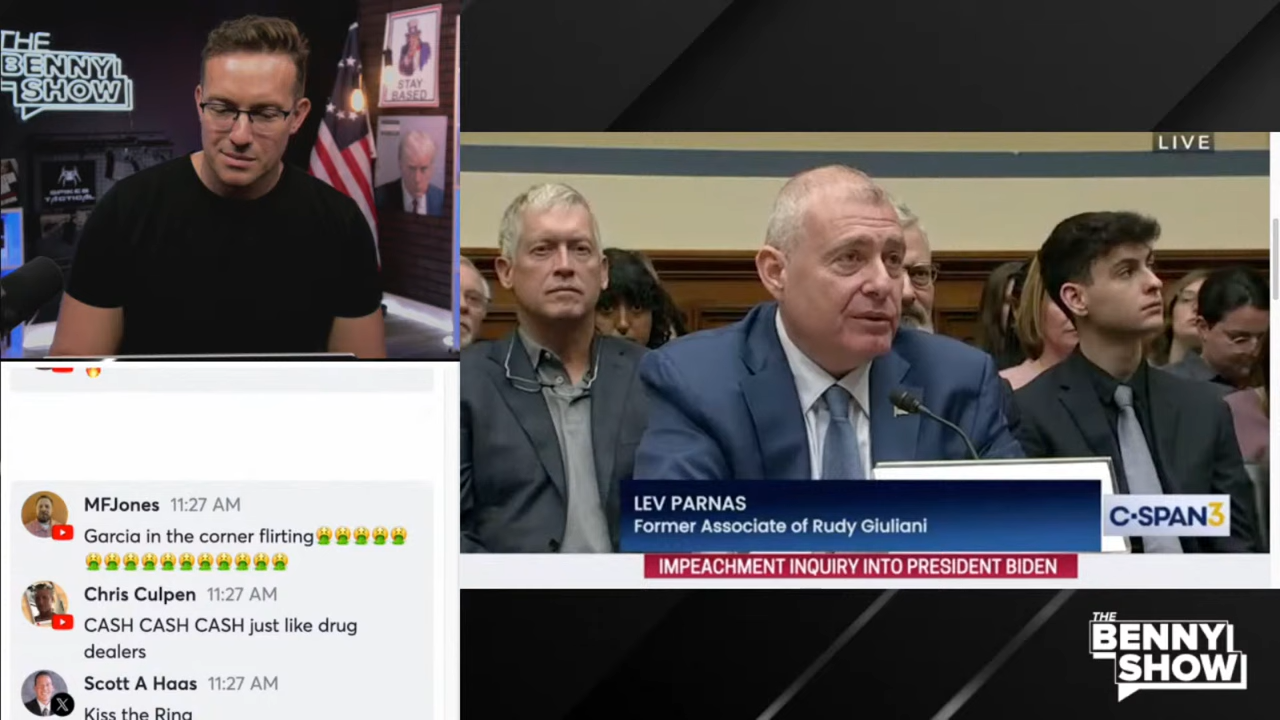 THE
BENNY
SHOW
STAY
BASED
SPIKE'S
TACTICAL
LIVE
LEV PARNAS
Former Associate of Rudy Giuliani
C-SPAN3
IMPEACHMENT INQUIRY INTO PRESIDENT BIDEN
MFJones 11:27 AM
Garcia in the corner flirting🤮🤮🤮🤮🤮
🤮🤮🤮🤮🤮🤮🤮🤮🤮🤮🤮
Chris Culpen 11:27 AM
CASH CASH CASH just like drug
dealers
Scott A Haas 11:27 AM
Kiss the Ring
THE
BENNY
SHOW